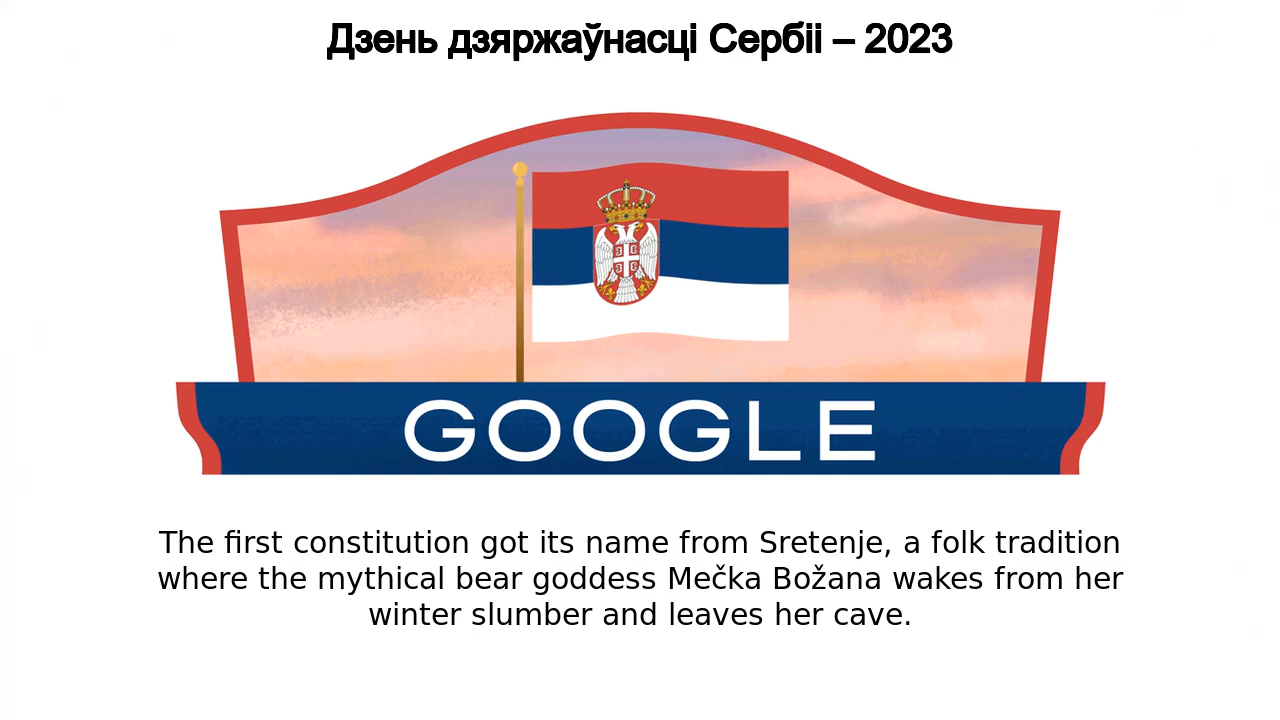 Дзень дзяржаўнасці Сербіі – 2023
GOOGLE
The first constitution got its name from Sretenje, a folk tradition
where the mythical bear goddess Mečka Božana wakes from her
winter slumber and leaves her cave.